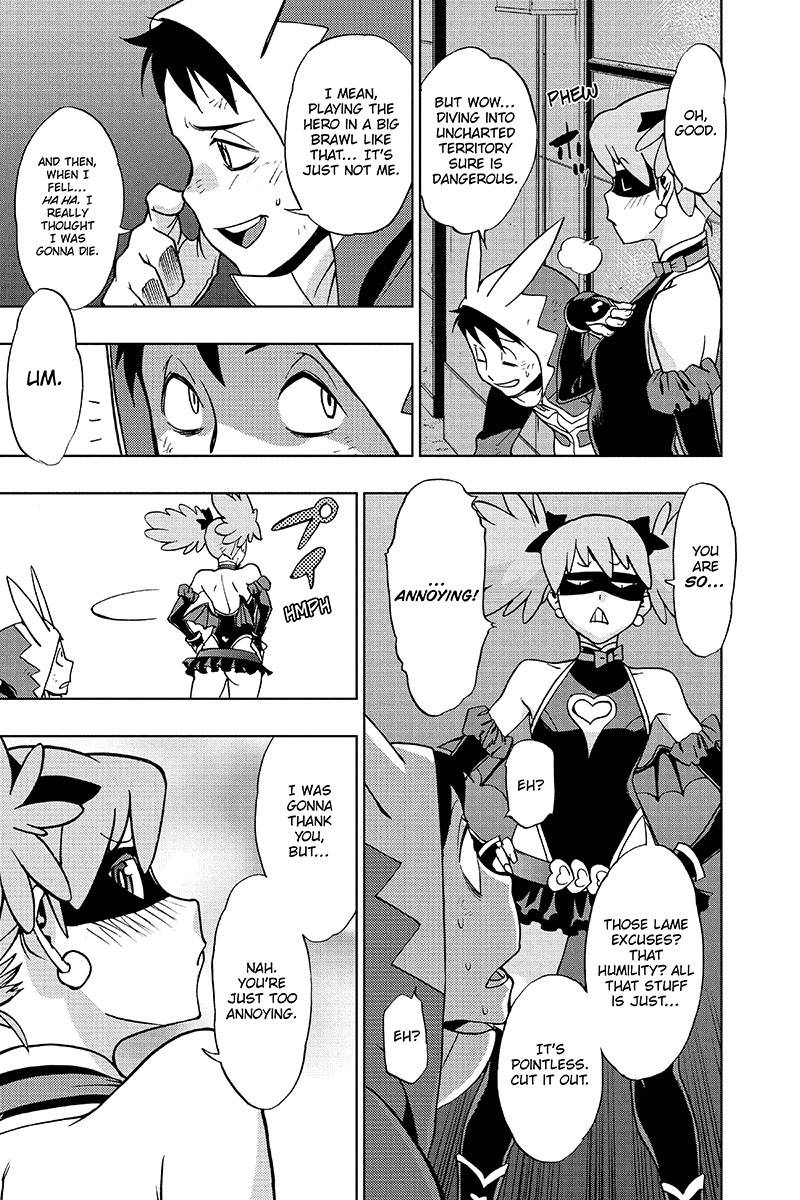 OH,
GOOD.
PHEW
BUT WOW...
DIVING INTO
UNCHARTED
TERRITORY
SURE IS
DANGEROUS.
I MEAN,
PLAYING THE
HERO IN A BIG
BRAWL LIKE
THAT... IT'S
JUST NOT ME.
AND THEN,
WHEN I
FELL...
HA HA. I
REALLY
THOUGHT
I WAS
GONNA DIE.
UM.
YOU
ARE
SO...
...
ANNOYING!
EH?
THOSE LAME
EXCUSES?
THAT
HUMILITY? ALL
THAT STUFF
IS JUST...
EH?
IT'S
POINTLESS.
CUT IT OUT.
HMPH
I WAS
GONNA
THANK
YOU,
BUT...
NAH.
YOU'RE
JUST TOO
ANNOYING.